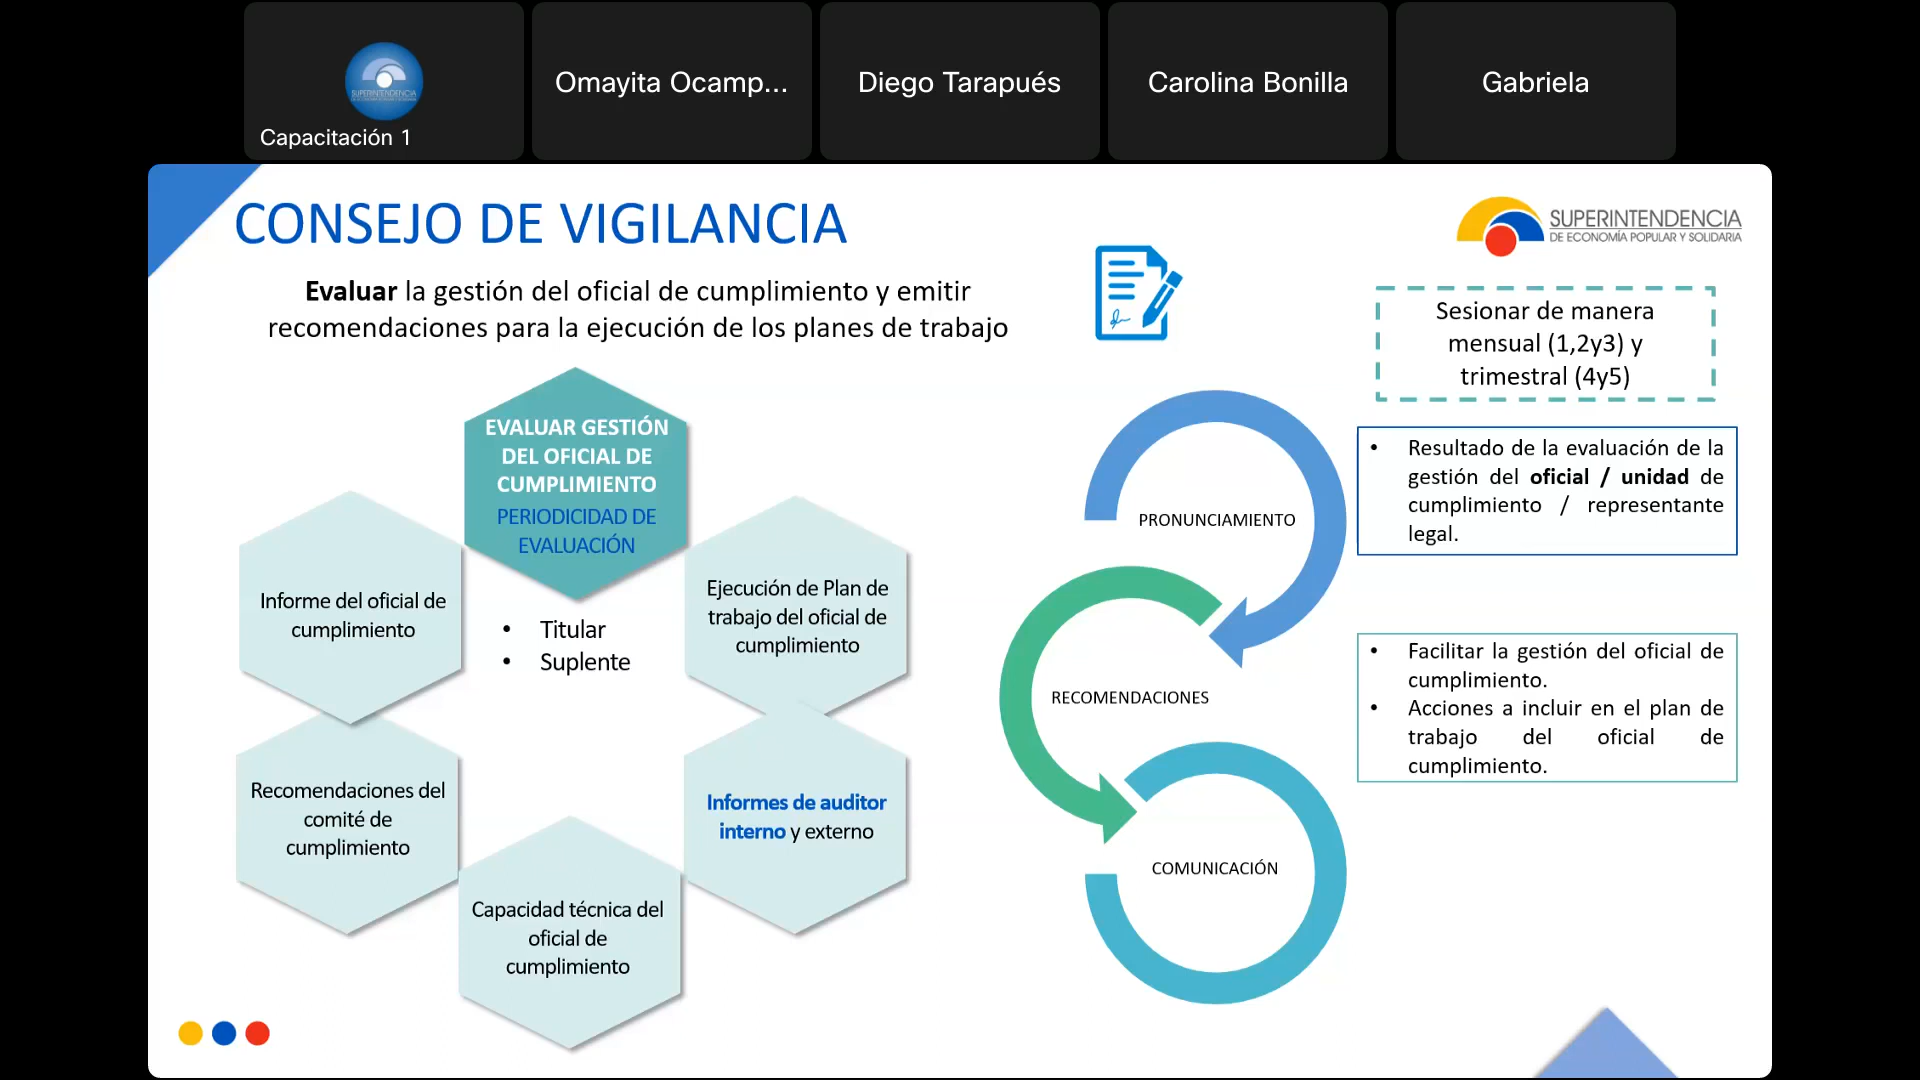 SUPERINTENDENCIA
Capacitación 1
Omayita Ocamp...
Diego Tarapués
Carolina Bonilla
Gabriela
CONSEJO DE VIGILANCIA
SUPERINTENDENCIA
DE ECONOMÍA POPULAR Y SOLIDARIA
Evaluar la gestión del oficial de cumplimiento y emitir
recomendaciones para la ejecución de los planes de trabajo
EVALUAR GESTIÓN
DEL OFICIAL DE
CUMPLIMIENTO
PERIODICIDAD DE
EVALUACIÓN
Informe del oficial de
cumplimiento
• Titular
• Suplente
Ejecución de Plan de
trabajo del oficial de
cumplimiento
Recomendaciones del
comité de
cumplimiento
Informes de auditor
interno y externo
Capacidad técnica del
oficial de
cumplimiento
PRONUNCIAMIENTO
RECOMENDACIONES
COMUNICACIÓN
Sesionar de manera
mensual (1,2y3) y
trimestral (4y5)
• Resultado de la evaluación de la
gestión del oficial / unidad de
cumplimiento / representante
legal.
• Facilitar la gestión del oficial de
cumplimiento.
• Acciones a incluir en el plan de
trabajo del oficial de
cumplimiento.